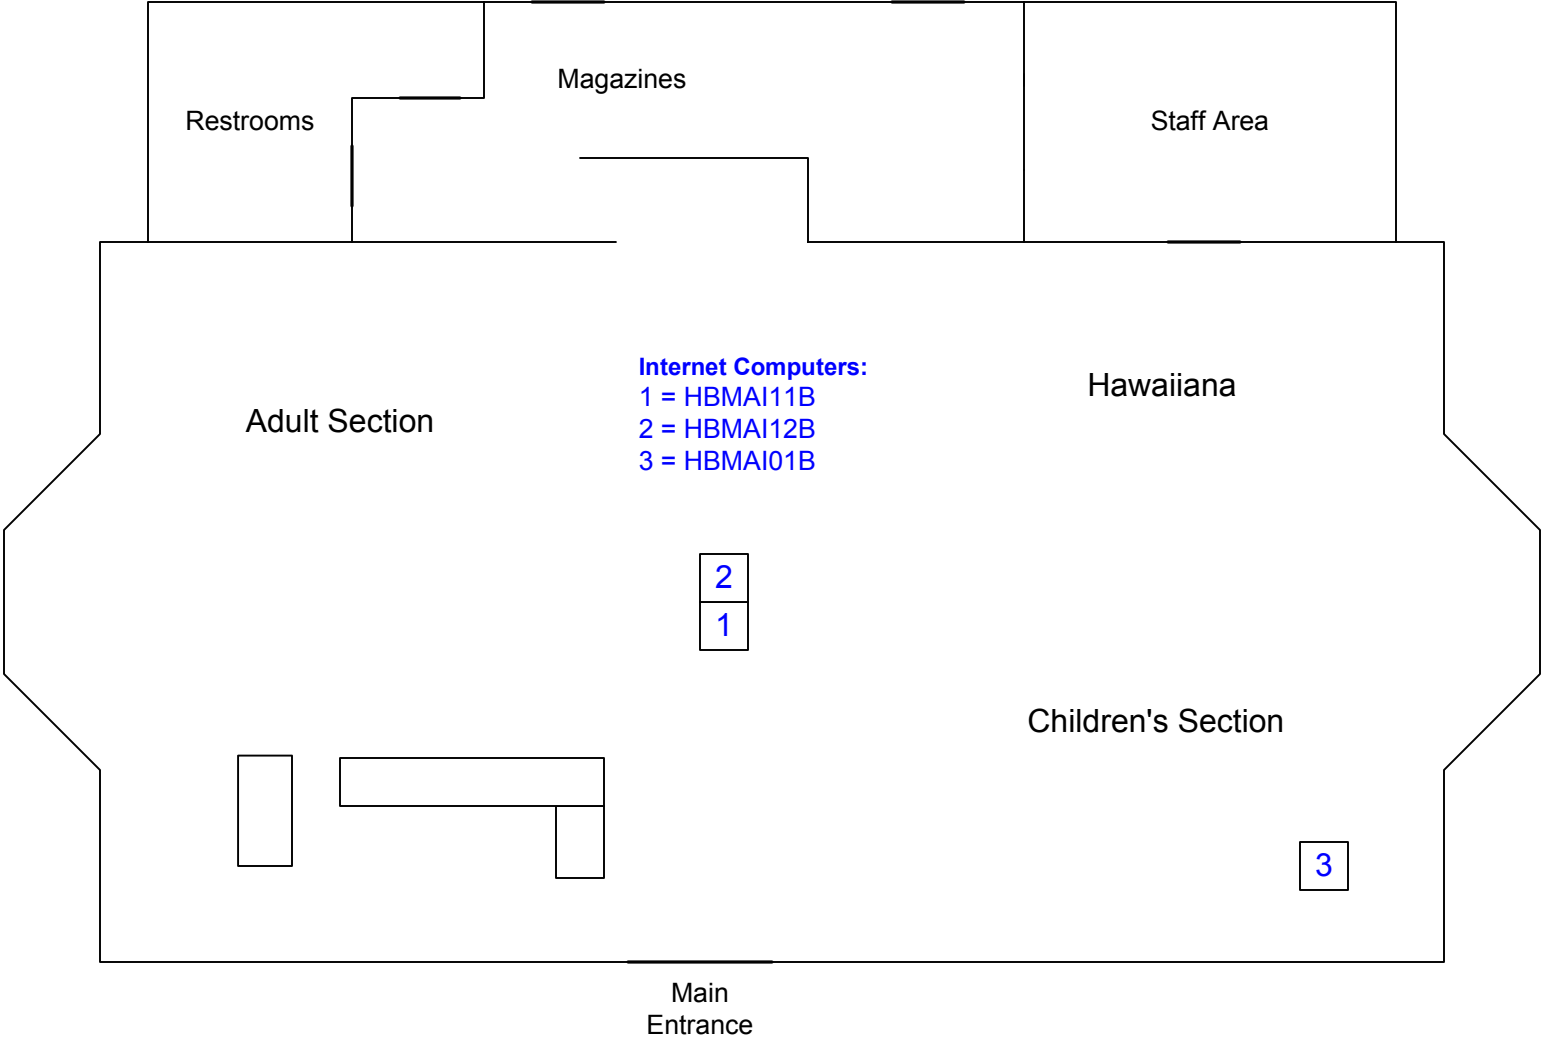 Magazines
Restrooms
Staff Area
Internet Computers:
1 = HBMAI11B
2 = HBMAI12B
3 = HBMAI01B
Hawaiiana
Adult Section
2
1
Children's Section
3
Main
Entrance